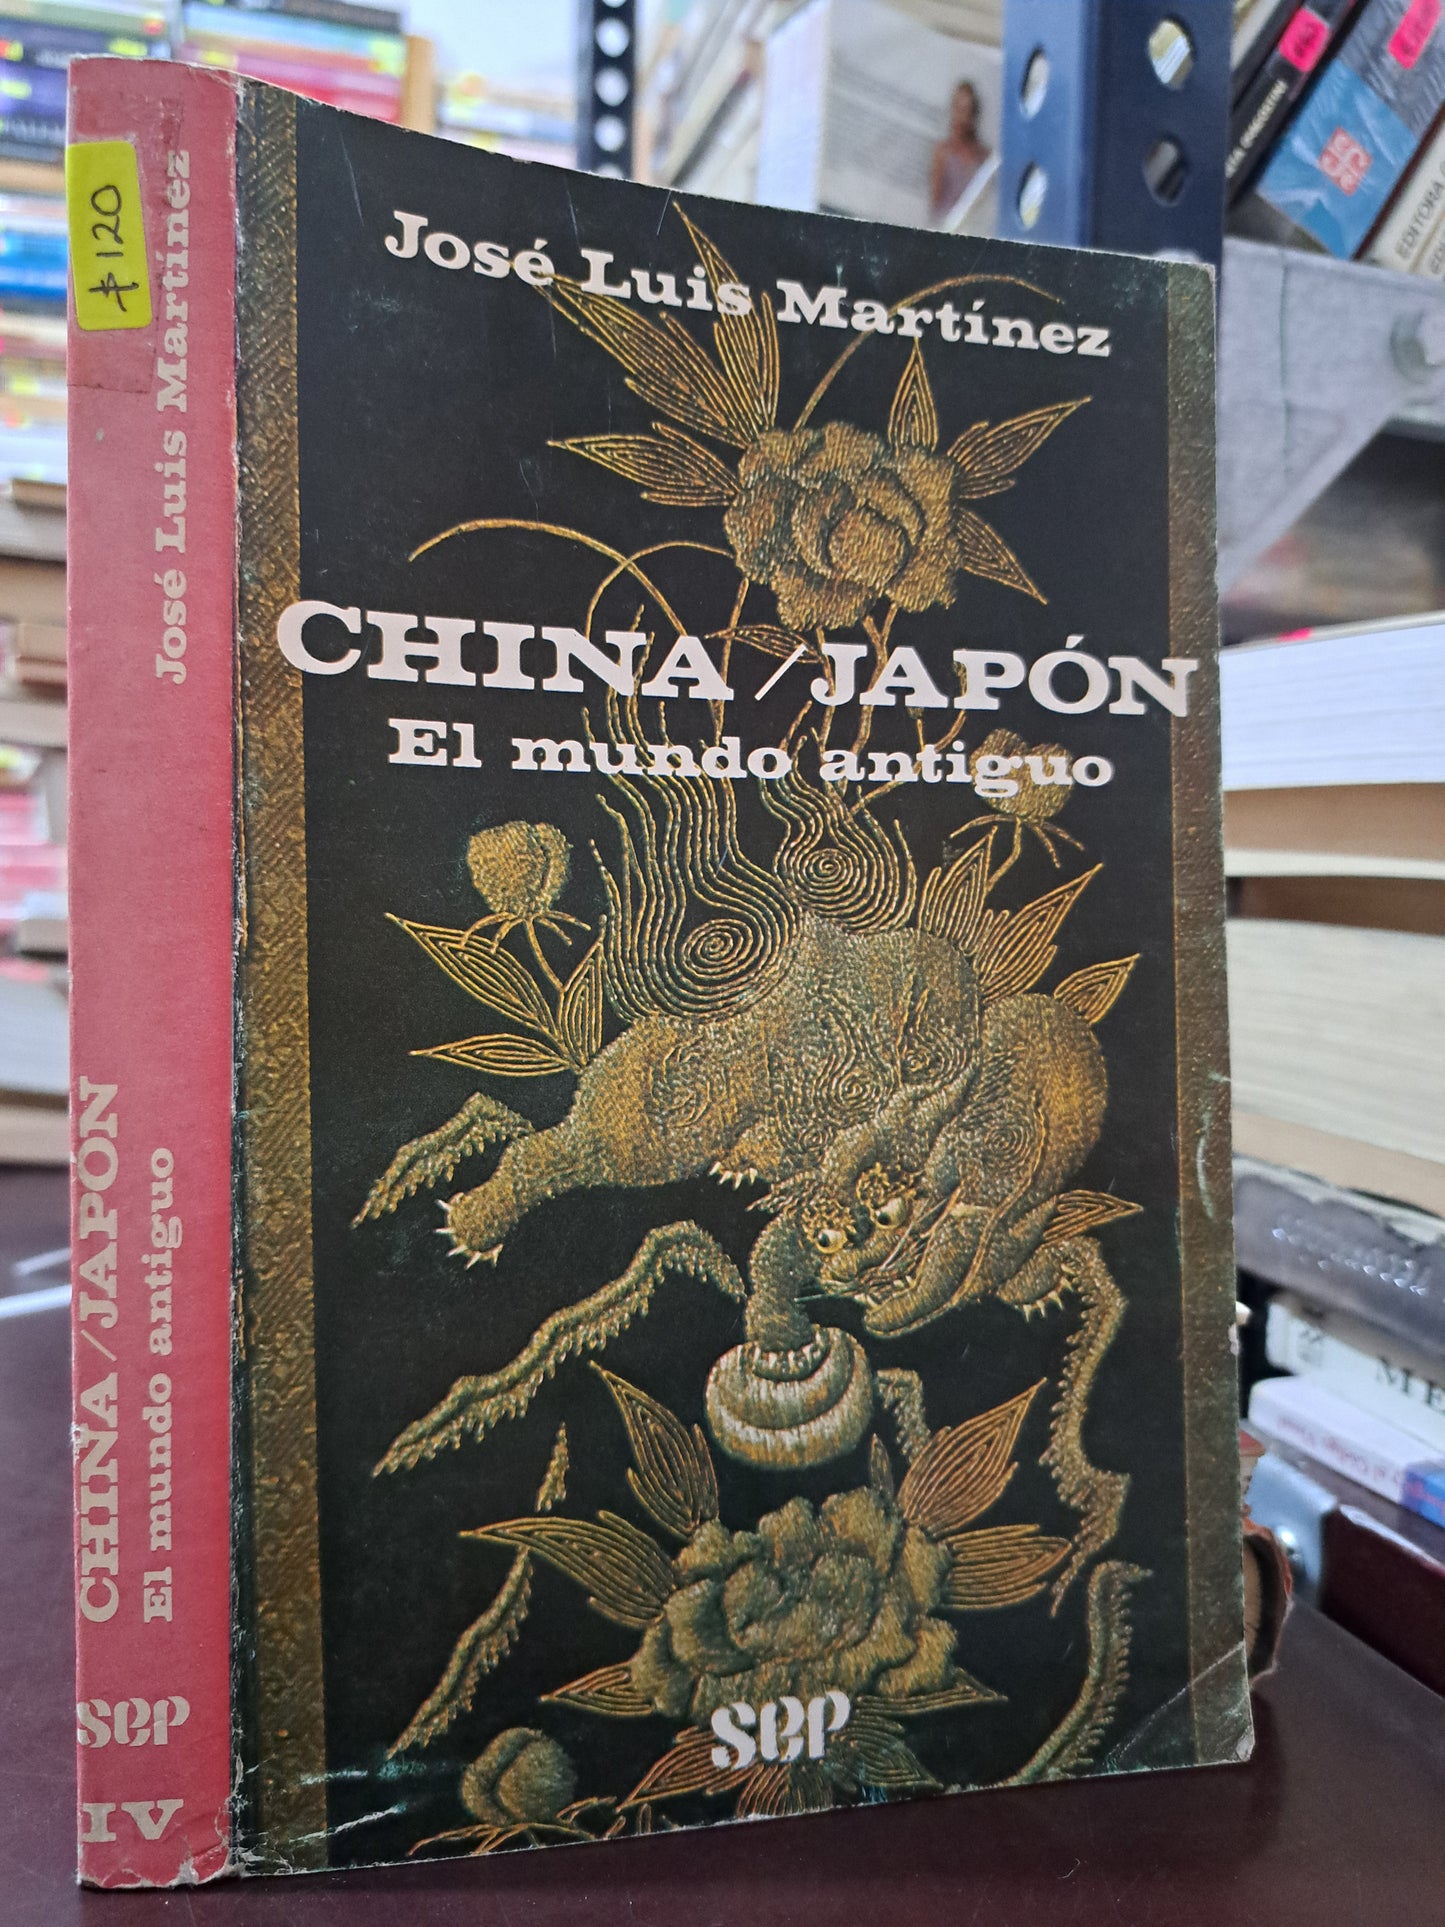 José Luis Martínez
CHINA / JAPÓN
El mundo antiguo
sep
$120
José Luis Martínez
CHINA / JAPÓN
El mundo antiguo
sep
IV
EDITORA